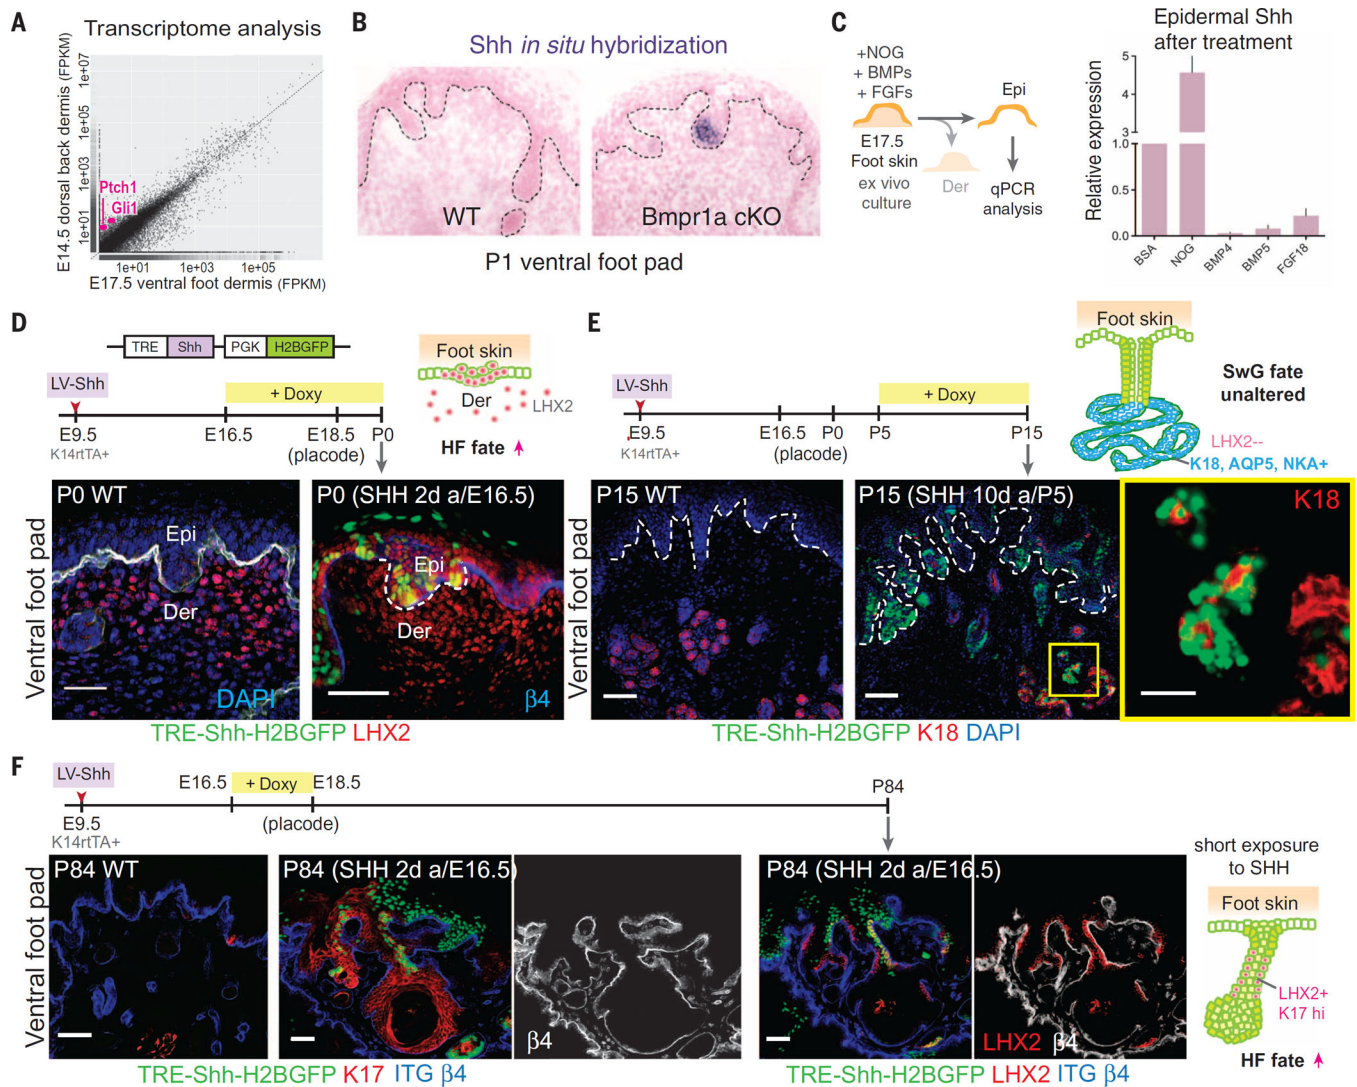 A
Transcriptome analysis
E14.5 dorsal back dermis (FPKM)
1e+07
1e+05
1e+03
1e+01
Ptch1
Gli1
1e+01
1e+03
1e+05
E17.5 ventral foot dermis (FPKM)
B
Shh in situ hybridization
WT
Bmpr1a cKO
P1 ventral foot pad
C
+NOG
+ BMPs
+ FGFs
Epi
E17.5
Foot skin
ex vivo
culture
Der
qPCR
analysis
Epidermal Shh
after treatment
Relative expression
5
4
3
1.0
0.5
0.0
BSA
NOG
BMP4
BMP5
FGF18
D
TRE
Shh
PGK
H2BGFP
LV-Shh
+ Doxy
E9.5
E16.5
E18.5
P0
K14rtTA+
(placode)
Foot skin
Der
LHX2
HF fate
Ventral foot pad
P0 WT
Epi
Der
DAPI
P0 (SHH 2d a/E16.5)
Epi
Der
β4
TRE-Shh-H2BGFP LHX2
E
LV-Shh
+ Doxy
E9.5
E16.5
P0
P5
P15
K14rtTA+
(placode)
Foot skin
SwG fate
unaltered
LHX2--
K18, AQP5, NKA+
Ventral foot pad
P15 WT
P15 (SHH 10d a/P5)
K18
TRE-Shh-H2BGFP K18 DAPI
F
LV-Shh
E16.5
+ Doxy
E18.5
P84
E9.5
(placode)
K14rtTA+
Ventral foot pad
P84 WT
P84 (SHH 2d a/E16.5)
β4
P84 (SHH 2d a/E16.5)
LHX2 β4
TRE-Shh-H2BGFP K17 ITG β4
TRE-Shh-H2BGFP LHX2 ITG β4
short exposure
to SHH
Foot skin
LHX2+
K17 hi
HF fate